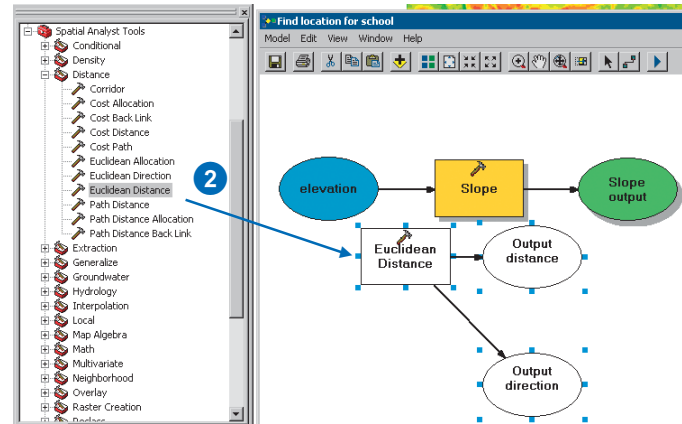 Spatial Analyst Tools
Conditional
Density
Distance
Corridor
Cost Allocation
Cost Back Link
Cost Distance
Cost Path
Euclidean Allocation
Euclidean Direction
Euclidean Distance
Path Distance
Path Distance Allocation
Path Distance Back Link
Extraction
Generalize
Groundwater
Hydrology
Interpolation
Local
Map Algebra
Math
Multivariate
Neighborhood
Overlay
Raster Creation
Reclass
2
Find location for school
Model Edit View Window Help
elevation
Slope
Slope
output
Euclidean
Distance
Output
distance
Output
direction